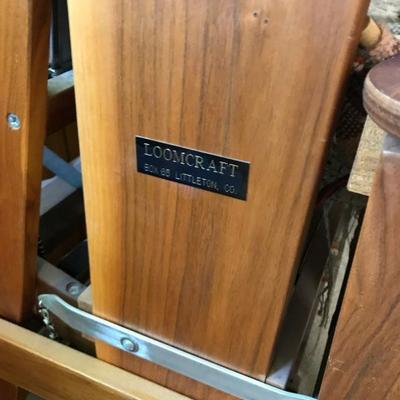 LOOMCRAFT
BOX 65 LITTLETON, CO.